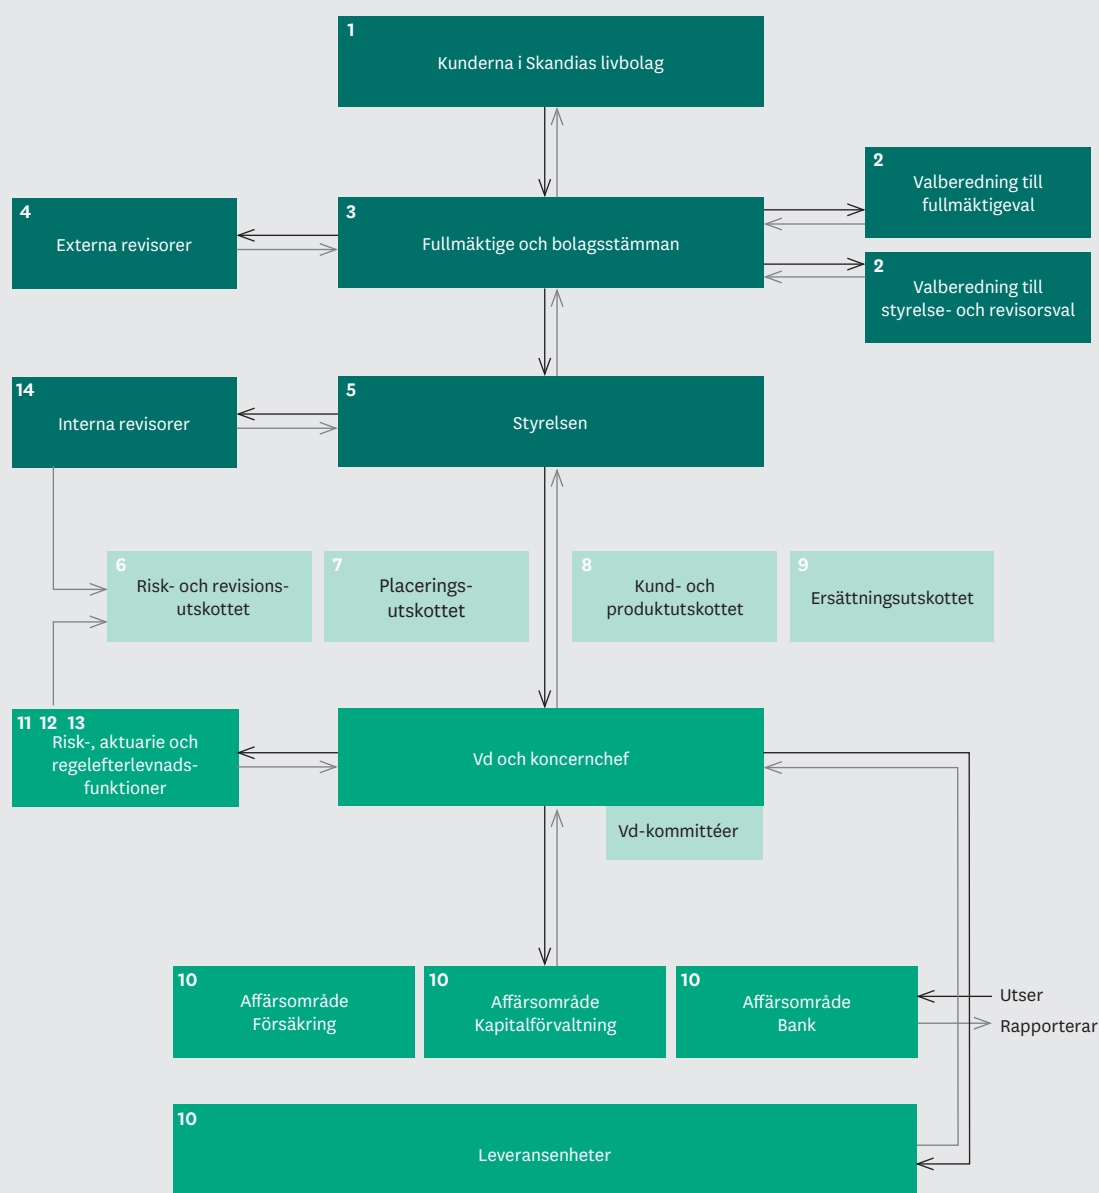 1
Kunderna i Skandias livbolag
2
Valberedning till
fullmäktigeval
4
Externa revisorer
3
Fullmäktige och bolagsstämman
2
Valberedning till
styrelse- och revisorsval
14
Interna revisorer
5
Styrelsen
6
Risk- och revisions-
utskottet
7
Placerings-
utskottet
8
Kund- och
produktutskottet
9
Ersättningsutskottet
11 12 13
Risk-, aktuarie och
regelefterlevnads-
funktioner
Vd och koncernchef
Vd-kommittéer
10
Affärsområde
Försäkring
10
Affärsområde
Kapitalförvaltning
10
Affärsområde
Bank
Utser
Rapporterar
10
Leveransenheter